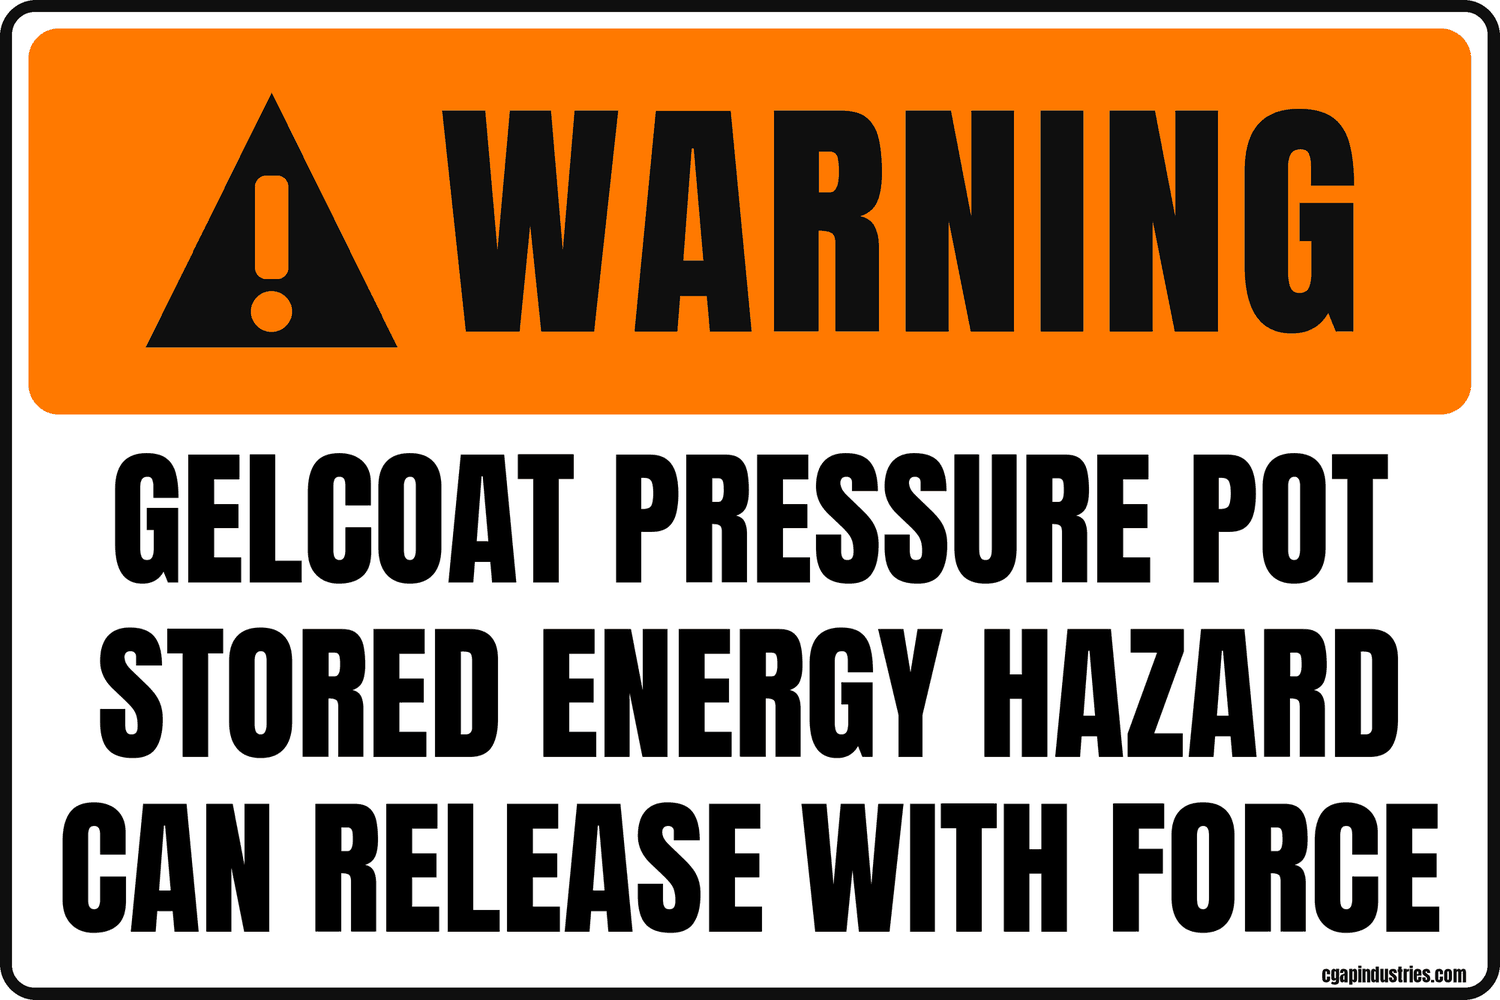 WARNING
GELCOAT PRESSURE POT
STORED ENERGY HAZARD
CAN RELEASE WITH FORCE
cgapindustries.com